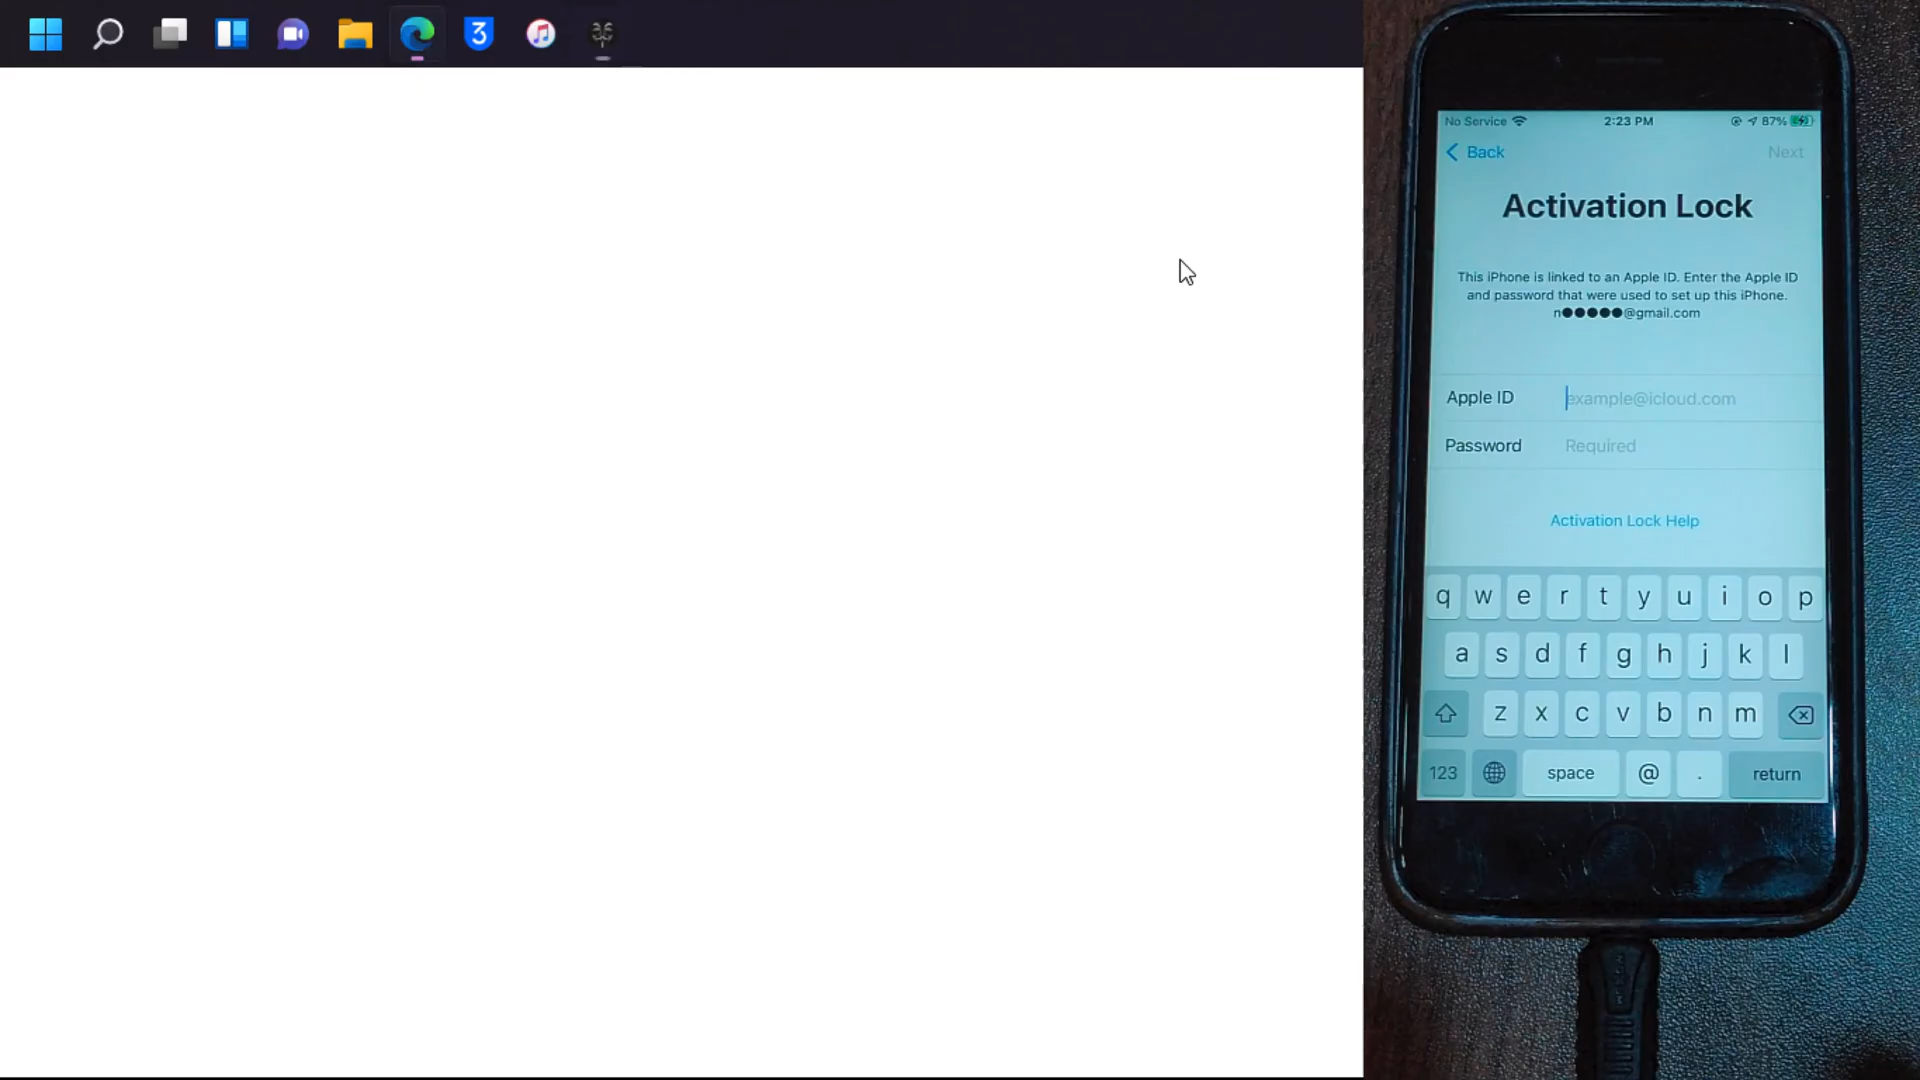 3
No Service 2:23 PM 87%
Back Next
Activation Lock
This iPhone is linked to an Apple ID. Enter the Apple ID
and password that were used to set up this iPhone.
n●●●●●@gmail.com
Apple ID example@icloud.com
Password Required
Activation Lock Help
q w e r t y u i o p
a s d f g h j k l
z x c v b n m
123 space @ . return